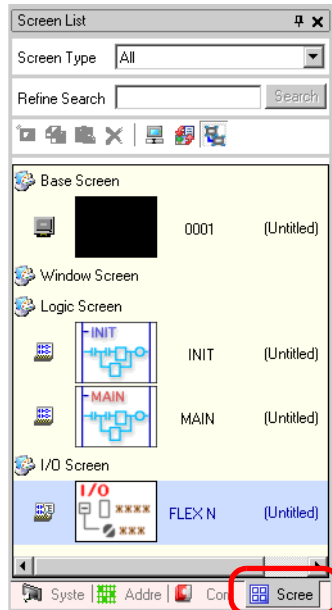 Screen List
Screen Type All
Refine Search Search
Base Screen
0001 (Untitled)
Window Screen
Logic Screen
INIT
INIT (Untitled)
MAIN
MAIN (Untitled)
I/O Screen
I/O
****
***
FLEX N (Untitled)
Syste Addre Con Scree